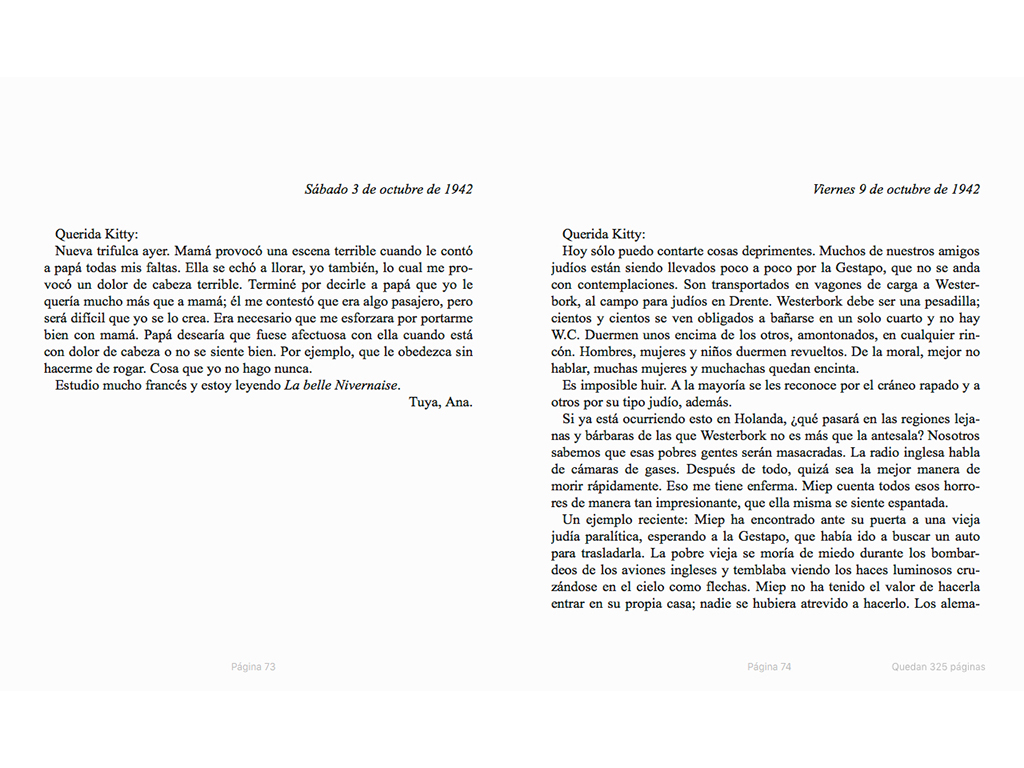 Sábado 3 de octubre de 1942
Querida Kitty:
Nueva trifulca ayer. Mamá provocó una escena terrible cuando le contó
a papá todas mis faltas. Ella se echó a llorar, yo también, lo cual me pro-
vocó un dolor de cabeza terrible. Terminé por decirle a papá que yo le
quería mucho más que a mamá; él me contestó que era algo pasajero, pero
será difícil que yo se lo crea. Era necesario que me esforzara por portarme
bien con mamá. Papá desearía que fuese afectuosa con ella cuando está
con dolor de cabeza o no se siente bien. Por ejemplo, que le obedezca sin
hacerme de rogar. Cosa que yo no hago nunca.
Estudio mucho francés y estoy leyendo La belle Nivernaise.
Tuya, Ana.
Página 73
Viernes 9 de octubre de 1942
Querida Kitty:
Hoy sólo puedo contarte cosas deprimentes. Muchos de nuestros amigos
judíos están siendo llevados poco a poco por la Gestapo, que no se anda
con contemplaciones. Son transportados en vagones de carga a Wester-
bork, al campo para judíos en Drente. Westerbork debe ser una pesadilla;
cientos y cientos se ven obligados a bañarse en un solo cuarto y no hay
W.C. Duermen unos encima de los otros, amontonados, en cualquier rin-
cón. Hombres, mujeres y niños duermen revueltos. De la moral, mejor no
hablar, muchas mujeres y muchachas quedan encinta.
Es imposible huir. A la mayoría se les reconoce por el cráneo rapado y a
otros por su tipo judío, además.
Si ya está ocurriendo esto en Holanda, ¿qué pasará en las regiones leja-
nas y bárbaras de las que Westerbork no es más que la antesala? Nosotros
sabemos que esas pobres gentes serán masacradas. La radio inglesa habla
de cámaras de gases. Después de todo, quizá sea la mejor manera de
morir rápidamente. Eso me tiene enferma. Miep cuenta todos esos horro-
res de manera tan impresionante, que ella misma se siente espantada.
Un ejemplo reciente: Miep ha encontrado ante su puerta a una vieja
judía paralítica, esperando a la Gestapo, que había ido a buscar un auto
para trasladarla. La pobre vieja se moría de miedo durante los bombar-
deos de los aviones ingleses y temblaba viendo los haces luminosos cru-
zándose en el cielo como flechas. Miep no ha tenido el valor de hacerla
entrar en su propia casa; nadie se hubiera atrevido a hacerlo. Los alema-
Página 74
Quedan 325 páginas